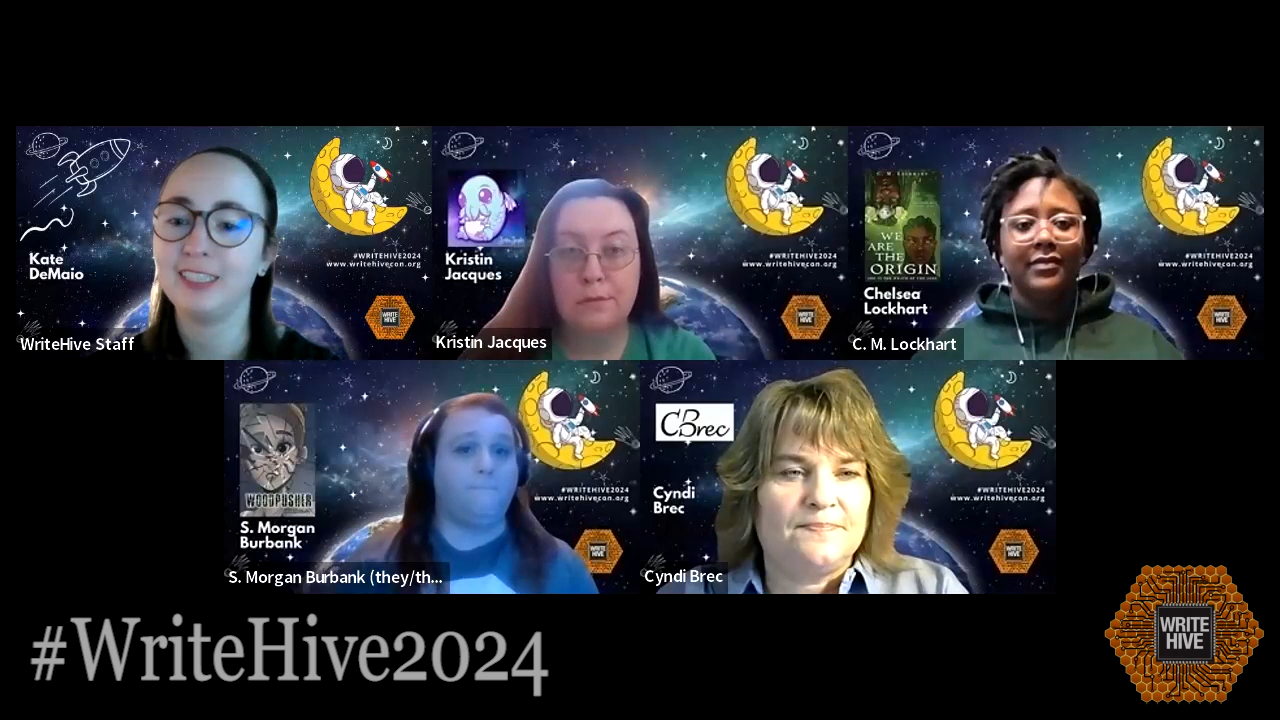 #WRITEHIVE2024
www.writehivecon.org
Kate
DeMaio
WRITE
HIVE
WriteHive Staff
#WRITEHIVE2024
www.writehivecon.org
Kristin
Jacques
WRITE
HIVE
Kristin Jacques
C. M. LOCKHART
WE
ARE
THE
ORIGIN
#WRITEHIVE2024
www.writehivecon.org
Chelsea
Lockhart
WRITE
HIVE
C. M. Lockhart
WOODPUSHER
#WRITEHIVE2024
www.writehivecon.org
S. Morgan
Burbank
WRITE
HIVE
S. Morgan Burbank (they/th...
CBrec
#WRITEHIVE2024
www.writehivecon.org
Cyndi
Brec
WRITE
HIVE
Cyndi Brec
#WriteHive2024
WRITE
HIVE